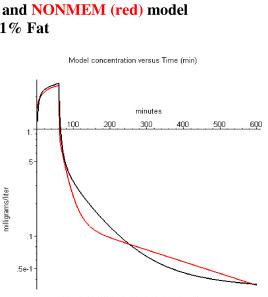 and NONMEM (red) model
1% Fat
Model concentration versus Time (min)
minutes
100 200 300 400 500 600
1.
.5
milligrams/liter
.1
.5e-1